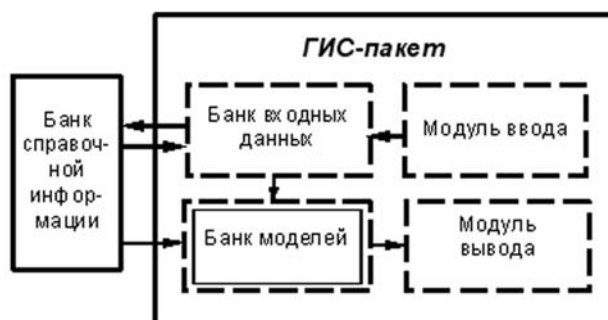 ГИС-пакет
Банк
справоч-
ной
инфор-
мации
Банк входных
данных
Модуль ввода
Банк моделей
Модуль
вывода